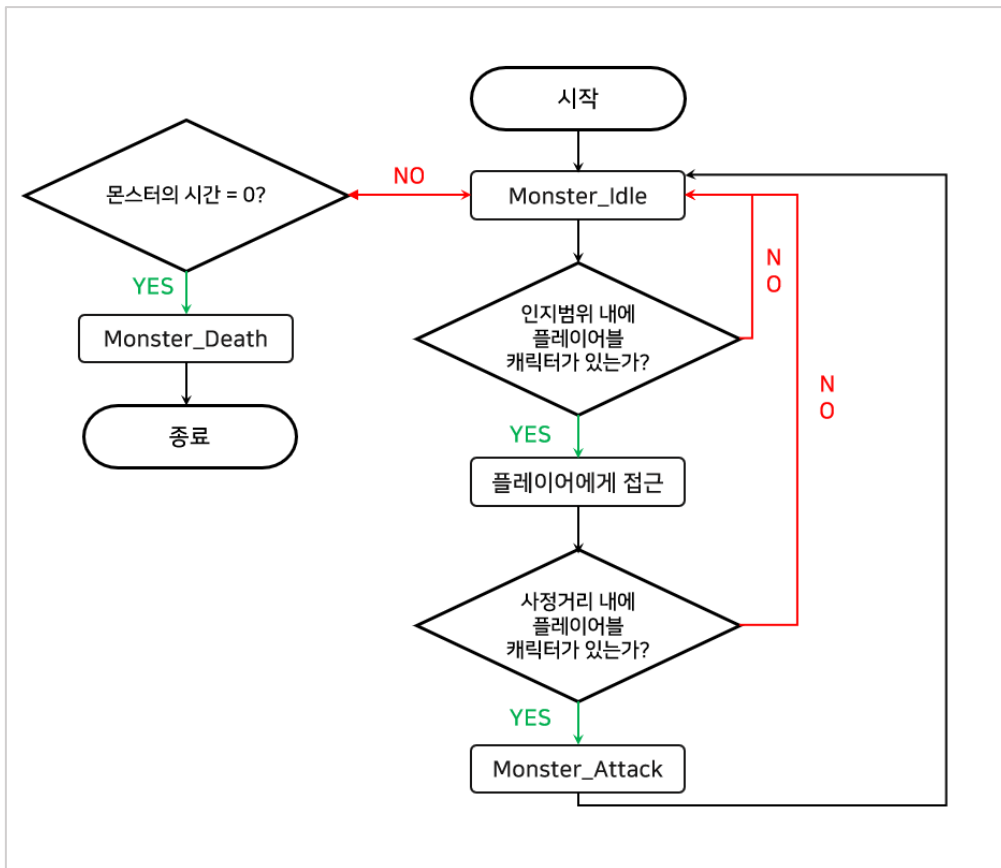 시작
몬스터의 시간 = 0?
NO
Monster_Idle
YES
Monster_Death
종료
인지범위 내에
플레이어블
캐릭터가 있는가?
N
O
YES
플레이어에게 접근
N
O
사정거리 내에
플레이어블
캐릭터가 있는가?
YES
Monster_Attack